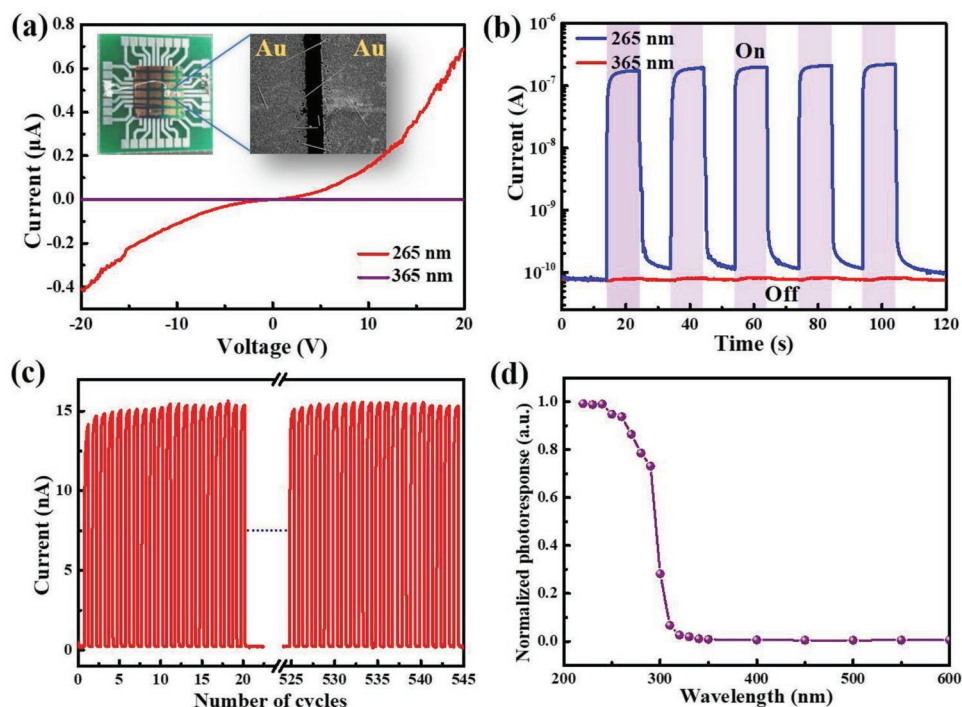 (a)
Au
Au
Current (μA)
0.8
0.6
0.4
0.2
0.0
-0.2
-0.4
265 nm
365 nm
-20
-10
0
10
20
Voltage (V)
(b)
265 nm
365 nm
On
Off
Current (A)
10⁻⁶
10⁻⁷
10⁻⁸
10⁻⁹
10⁻¹⁰
0
20
40
60
80
100
120
Time (s)
(c)
Current (nA)
15
10
5
0
0
5
10
15
20
525
530
535
540
545
Number of cycles
(d)
Normalized photoresponse (a.u.)
1.0
0.8
0.6
0.4
0.2
0.0
200
300
400
500
600
Wavelength (nm)